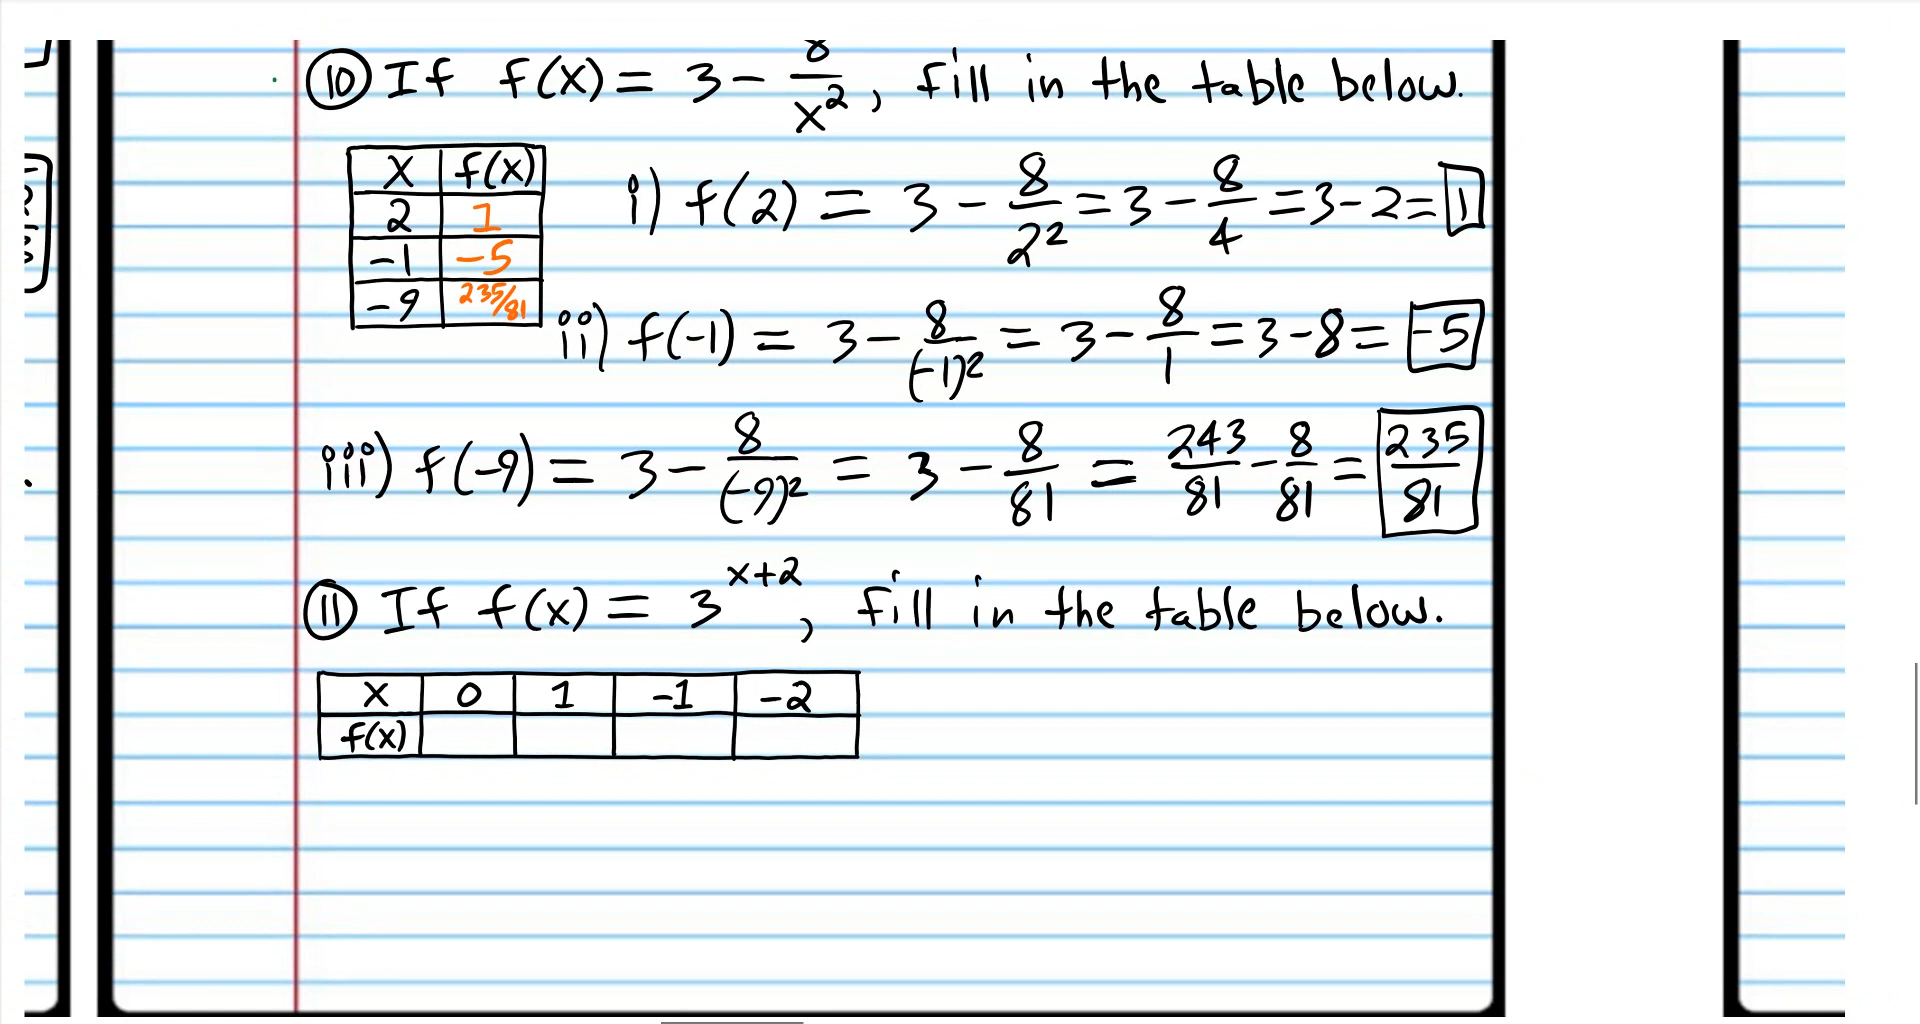 ⑩ If f(x) = 3 - 8/x², fill in the table below.
x | f(x)
2 | 1
-1 | -5
-9 | 235/81
i) f(2) = 3 - 8/2² = 3 - 8/4 = 3 - 2 = 1
ii) f(-1) = 3 - 8/(-1)² = 3 - 8/1 = 3 - 8 = -5
iii) f(-9) = 3 - 8/(-9)² = 3 - 8/81 = 243/81 - 8/81 = 235/81
⑪ If f(x) = 3^(x+2), fill in the table below.
x | 0 | 1 | -1 | -2
f(x)